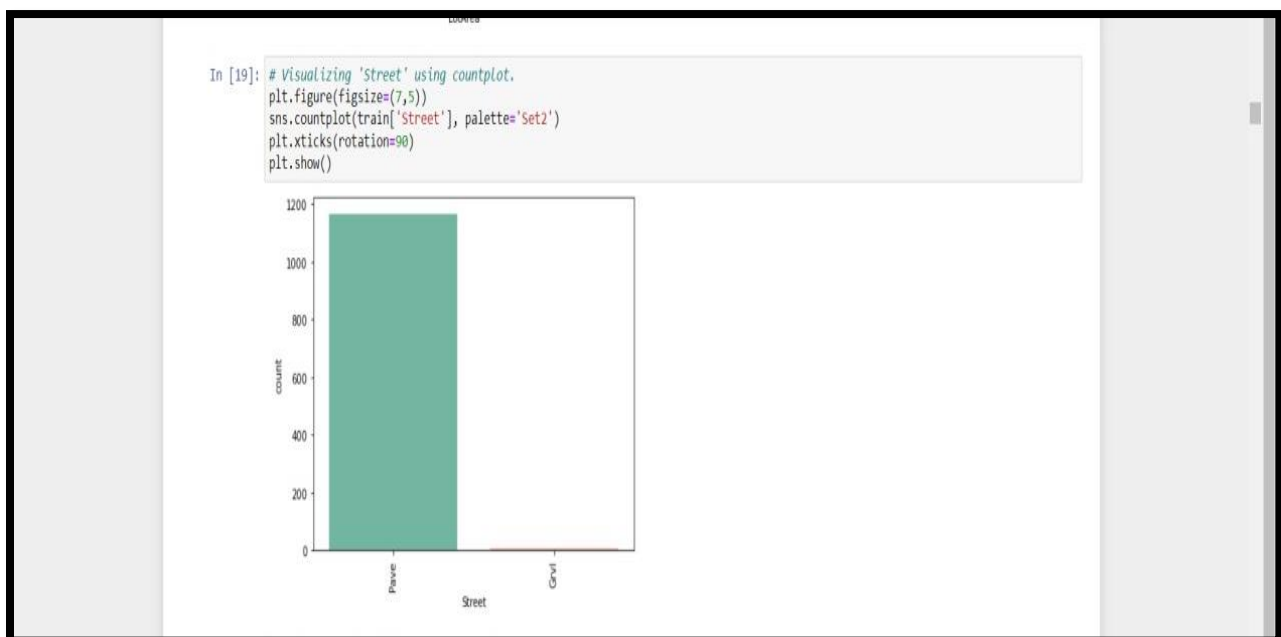 In [19]: # Visualizing 'Street' using countplot.
plt.figure(figsize=(7,5))
sns.countplot(train['Street'], palette='Set2')
plt.xticks(rotation=90)
plt.show()
1200
1000
800
600
400
200
0
count
Pave
Grvl
Street